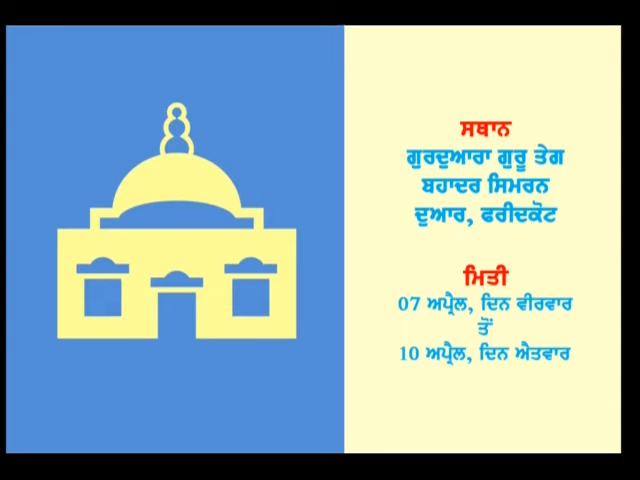 ਸਥਾਨ
ਗੁਰਦੁਆਰਾ ਗੁਰੂ ਤੇਗ
ਬਹਾਦਰ ਸਿਮਰਨ
ਦੁਆਰ, ਫਰੀਦਕੋਟ
ਮਿਤੀ
07 ਅਪ੍ਰੈਲ, ਦਿਨ ਵੀਰਵਾਰ
ਤੋਂ
10 ਅਪ੍ਰੈਲ, ਦਿਨ ਐਤਵਾਰ